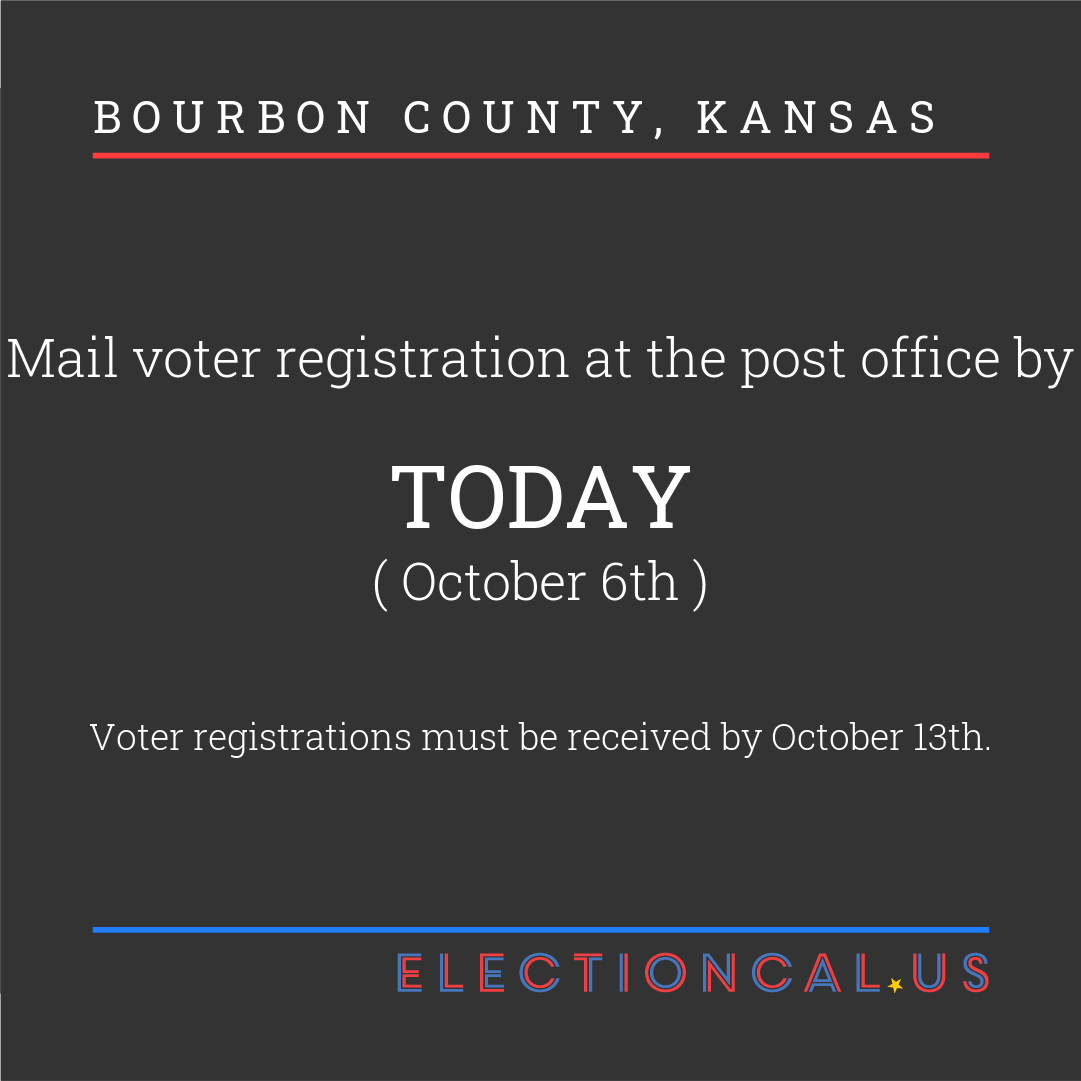 BOURBON COUNTY, KANSAS
Mail voter registration at the post office by
TODAY
( October 6th )
Voter registrations must be received by October 13th.
ELECTIONCAL.US